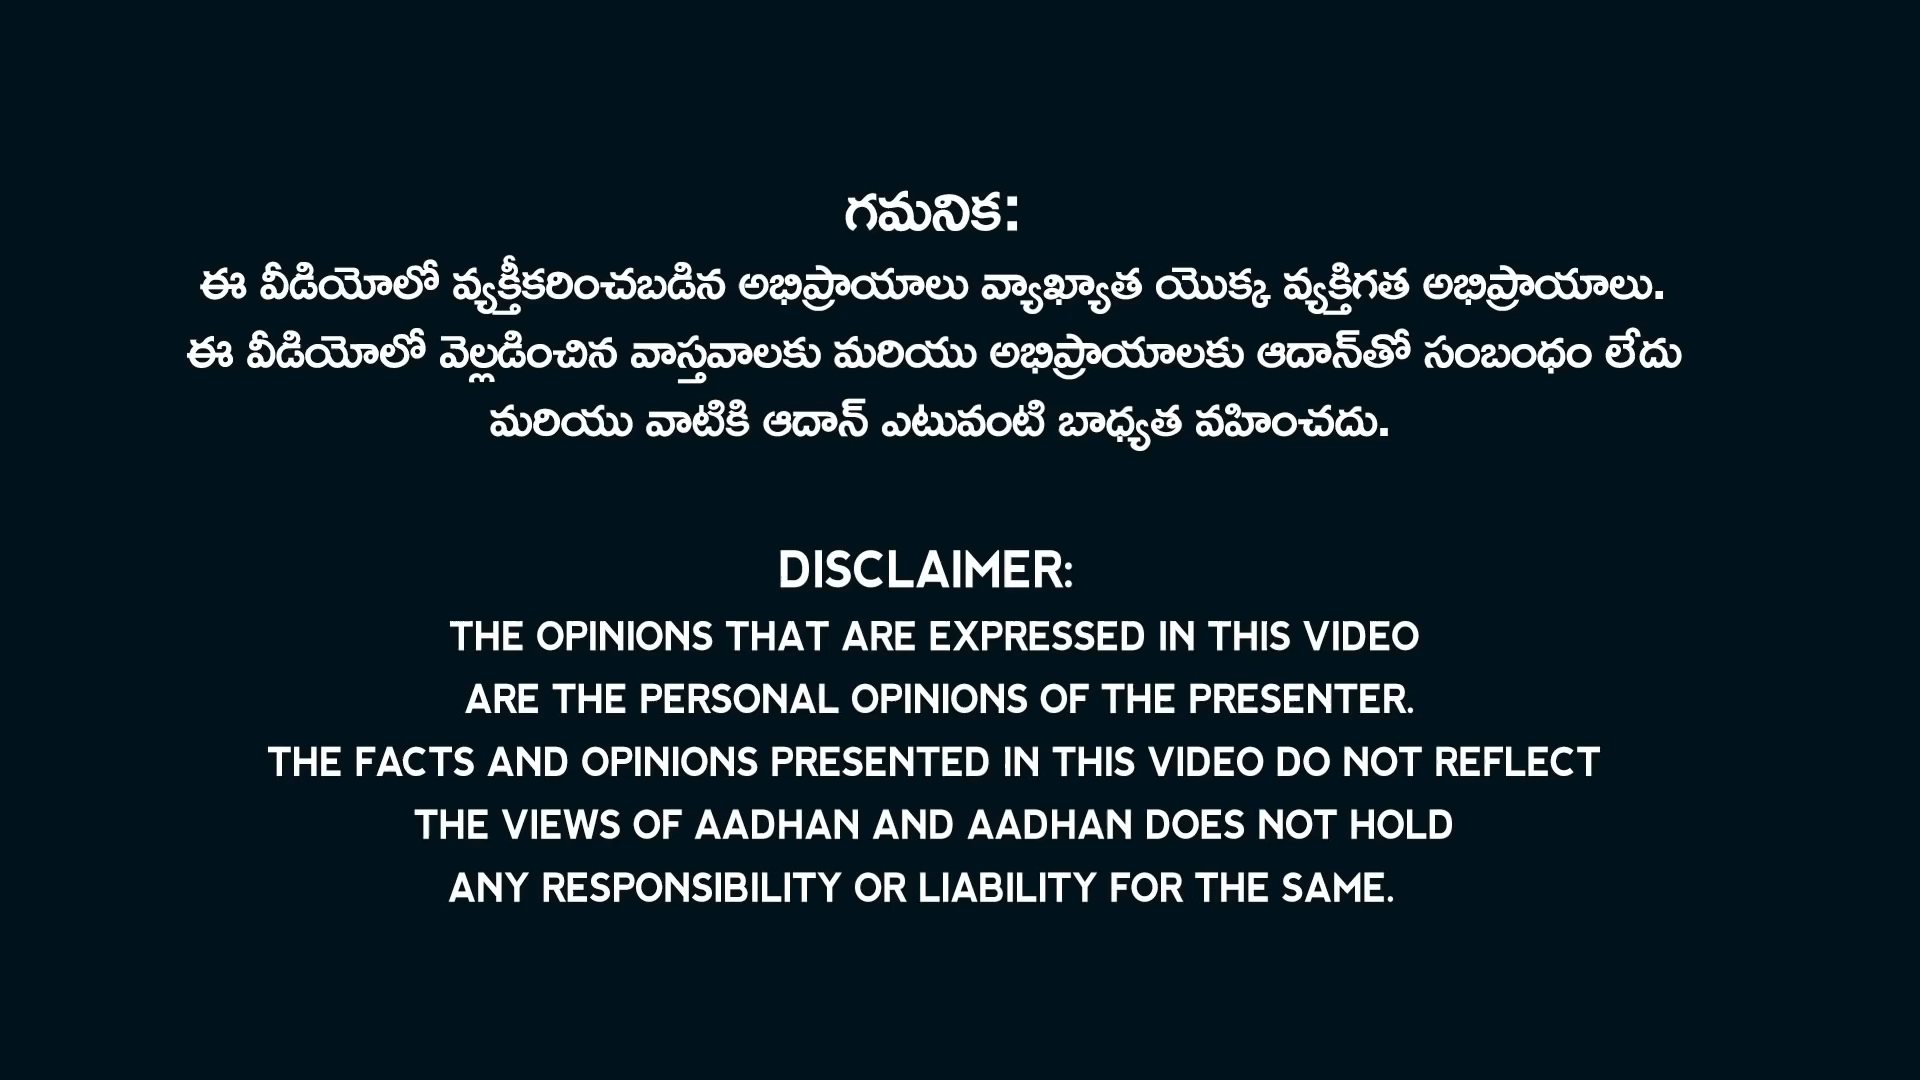 గమనిక:
ఈ వీడియోలో వ్యక్తీకరించబడిన అభిప్రాయాలు వ్యాఖ్యాత యొక్క వ్యక్తిగత అభిప్రాయాలు.
ఈ వీడియోలో వెల్లడించిన వాస్తవాలకు మరియు అభిప్రాయాలకు ఆదాన్‌తో సంబంధం లేదు
మరియు వాటికి ఆదాన్ ఎటువంటి బాధ్యత వహించదు.
DISCLAIMER:
THE OPINIONS THAT ARE EXPRESSED IN THIS VIDEO
ARE THE PERSONAL OPINIONS OF THE PRESENTER.
THE FACTS AND OPINIONS PRESENTED IN THIS VIDEO DO NOT REFLECT
THE VIEWS OF AADHAN AND AADHAN DOES NOT HOLD
ANY RESPONSIBILITY OR LIABILITY FOR THE SAME.